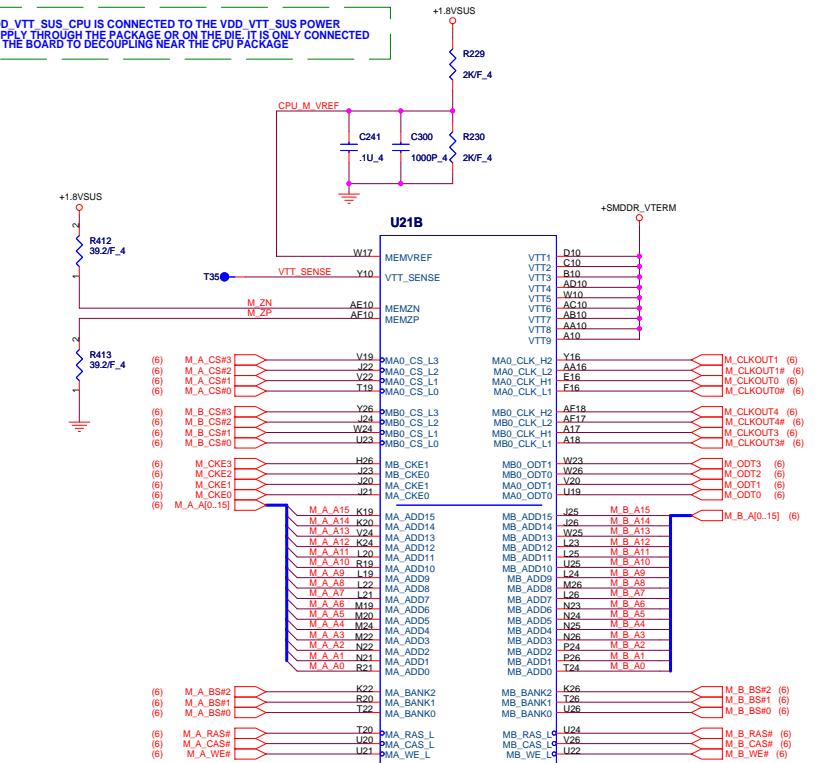 D_VTT_SUS_CPU IS CONNECTED TO THE VDD_VTT_SUS POWER
PPLY THROUGH THE PACKAGE OR ON THE DIE. IT IS ONLY CONNECTED
THE BOARD TO DECOUPLING NEAR THE CPU PACKAGE
+1.8VSUS
R229
2K/F_4
CPU_M_VREF
C241
.1U_4
C300
1000P_4
R230
2K/F_4
+1.8VSUS
+SMDDR_VTERM
U21B
2
R412
39.2/F_4
1
W17 MEMVREF
T35 VTT_SENSE Y10 VTT_SENSE
M_ZN AE10 MEMZN
M_ZP AF10 MEMZP
VTT1 D10
VTT2 C10
VTT3 B10
VTT4 AD10
VTT5 W10
VTT6 AC10
VTT7 AB10
VTT8 AA10
VTT9 A10
2
R413
39.2/F_4
1
(6) M_A_CS#3 V19 MA0_CS_L3 MA0_CLK_H2 Y16 M_CLKOUT1 (6)
(6) M_A_CS#2 J22 MA0_CS_L2 MA0_CLK_L2 AA16 M_CLKOUT1# (6)
(6) M_A_CS#1 V22 MA0_CS_L1 MA0_CLK_H1 E16 M_CLKOUT0 (6)
(6) M_A_CS#0 T19 MA0_CS_L0 MA0_CLK_L1 F16 M_CLKOUT0# (6)
(6) M_B_CS#3 Y26 MB0_CS_L3 MB0_CLK_H2 AF18 M_CLKOUT4 (6)
(6) M_B_CS#2 J24 MB0_CS_L2 MB0_CLK_L2 AF17 M_CLKOUT4# (6)
(6) M_B_CS#1 W24 MB0_CS_L1 MB0_CLK_H1 A17 M_CLKOUT3 (6)
(6) M_B_CS#0 U23 MB0_CS_L0 MB0_CLK_L1 A18 M_CLKOUT3# (6)
(6) M_CKE3 H26 MB_CKE1 MB0_ODT1 W23 M_ODT3 (6)
(6) M_CKE2 J23 MB_CKE0 MB0_ODT0 W26 M_ODT2 (6)
(6) M_CKE1 J20 MA_CKE1 MA0_ODT1 V20 M_ODT1 (6)
(6) M_CKE0 J21 MA_CKE0 MA0_ODT0 U19 M_ODT0 (6)
(6) M_A_A[0..15]
M_A_A15 K19 MA_ADD15 MB_ADD15 J25 M_B_A15 M_B_A[0..15] (6)
M_A_A14 K20 MA_ADD14 MB_ADD14 J26 M_B_A14
M_A_A13 V24 MA_ADD13 MB_ADD13 W25 M_B_A13
M_A_A12 K24 MA_ADD12 MB_ADD12 L23 M_B_A12
M_A_A11 L20 MA_ADD11 MB_ADD11 L25 M_B_A11
M_A_A10 R19 MA_ADD10 MB_ADD10 U25 M_B_A10
M_A_A9 L19 MA_ADD9 MB_ADD9 L24 M_B_A9
M_A_A8 L22 MA_ADD8 MB_ADD8 M26 M_B_A8
M_A_A7 L21 MA_ADD7 MB_ADD7 L26 M_B_A7
M_A_A6 M19 MA_ADD6 MB_ADD6 N23 M_B_A6
M_A_A5 M20 MA_ADD5 MB_ADD5 N24 M_B_A5
M_A_A4 M24 MA_ADD4 MB_ADD4 N25 M_B_A4
M_A_A3 M22 MA_ADD3 MB_ADD3 N26 M_B_A3
M_A_A2 N22 MA_ADD2 MB_ADD2 P24 M_B_A2
M_A_A1 N21 MA_ADD1 MB_ADD1 P26 M_B_A1
M_A_A0 R21 MA_ADD0 MB_ADD0 T24 M_B_A0
(6) M_A_BS#2 K22 MA_BANK2 MB_BANK2 K26 M_B_BS#2 (6)
(6) M_A_BS#1 R20 MA_BANK1 MB_BANK1 T26 M_B_BS#1 (6)
(6) M_A_BS#0 T22 MA_BANK0 MB_BANK0 U26 M_B_BS#0 (6)
(6) M_A_RAS# T20 MA_RAS_L MB_RAS_L U24 M_B_RAS# (6)
(6) M_A_CAS# U20 MA_CAS_L MB_CAS_L V26 M_B_CAS# (6)
(6) M_A_WE# U21 MA_WE_L MB_WE_L U22 M_B_WE# (6)